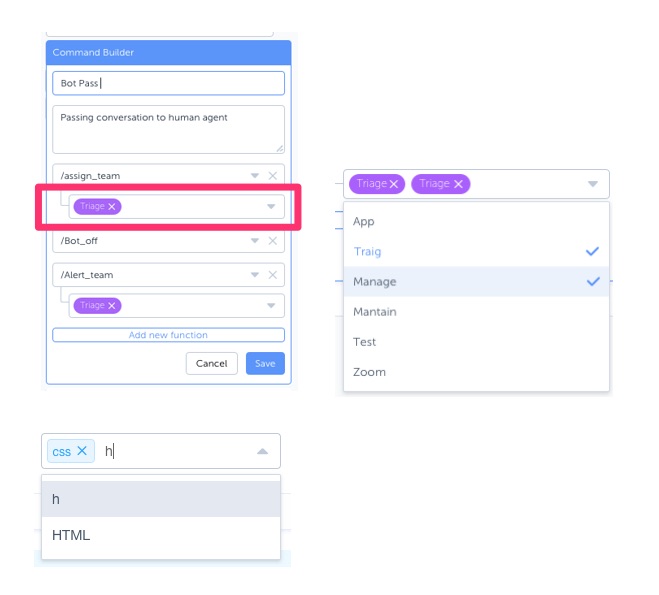 Command Builder
Bot Pass
Passing conversation to human agent
/assign_team
Triage
/Bot_off
/Alert_team
Triage
Add new function
Cancel Save
Triage Triage
App
Traig
Manage
Mantain
Test
Zoom
css h
h
HTML